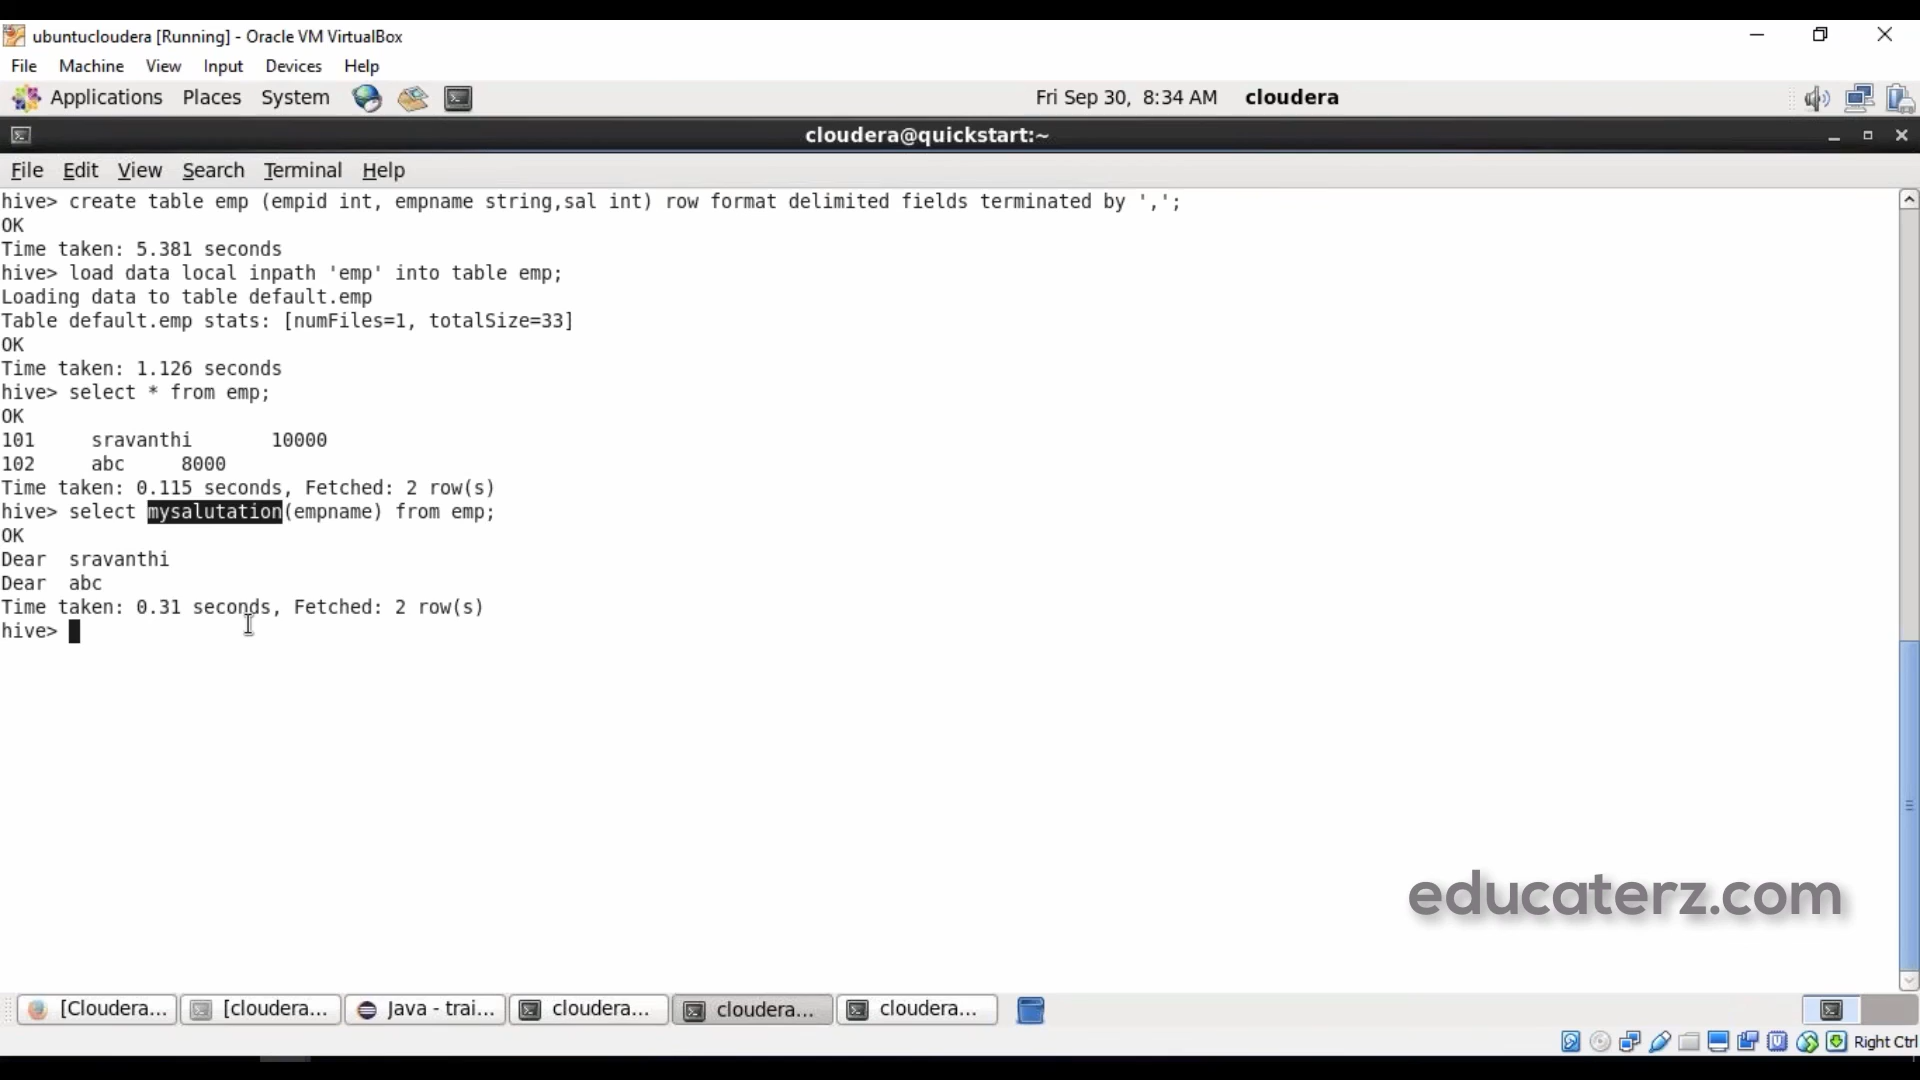 ubuntucloudera [Running] - Oracle VM VirtualBox
File Machine View Input Devices Help
Applications Places System Fri Sep 30, 8:34 AM cloudera
cloudera@quickstart:~
File Edit View Search Terminal Help
hive> create table emp (empid int, empname string,sal int) row format delimited fields terminated by ',';
OK
Time taken: 5.381 seconds
hive> load data local inpath 'emp' into table emp;
Loading data to table default.emp
Table default.emp stats: [numFiles=1, totalSize=33]
OK
Time taken: 1.126 seconds
hive> select * from emp;
OK
101 sravanthi 10000
102 abc 8000
Time taken: 0.115 seconds, Fetched: 2 row(s)
hive> select mysalutation(empname) from emp;
OK
Dear sravanthi
Dear abc
Time taken: 0.31 seconds, Fetched: 2 row(s)
hive>
educaterz.com
[Cloudera... [cloudera... Java - trai... cloudera... cloudera... cloudera...
Right Ctrl